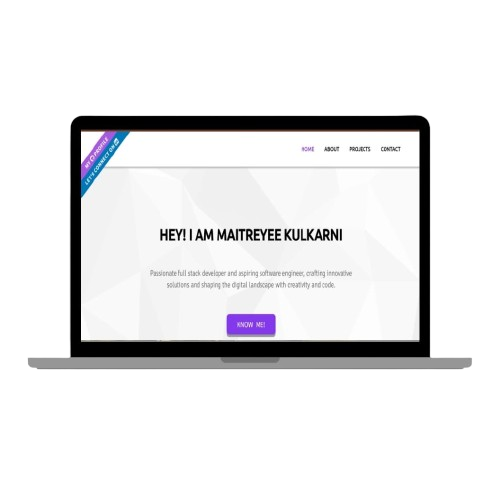 MY PROFILE
LET'S CONNECT ON
HOME ABOUT PROJECTS CONTACT
HEY! I AM MAITREYEE KULKARNI
Passionate full stack developer and aspiring software engineer, crafting innovative
solutions and shaping the digital landscape with creativity and code.
KNOW ME!